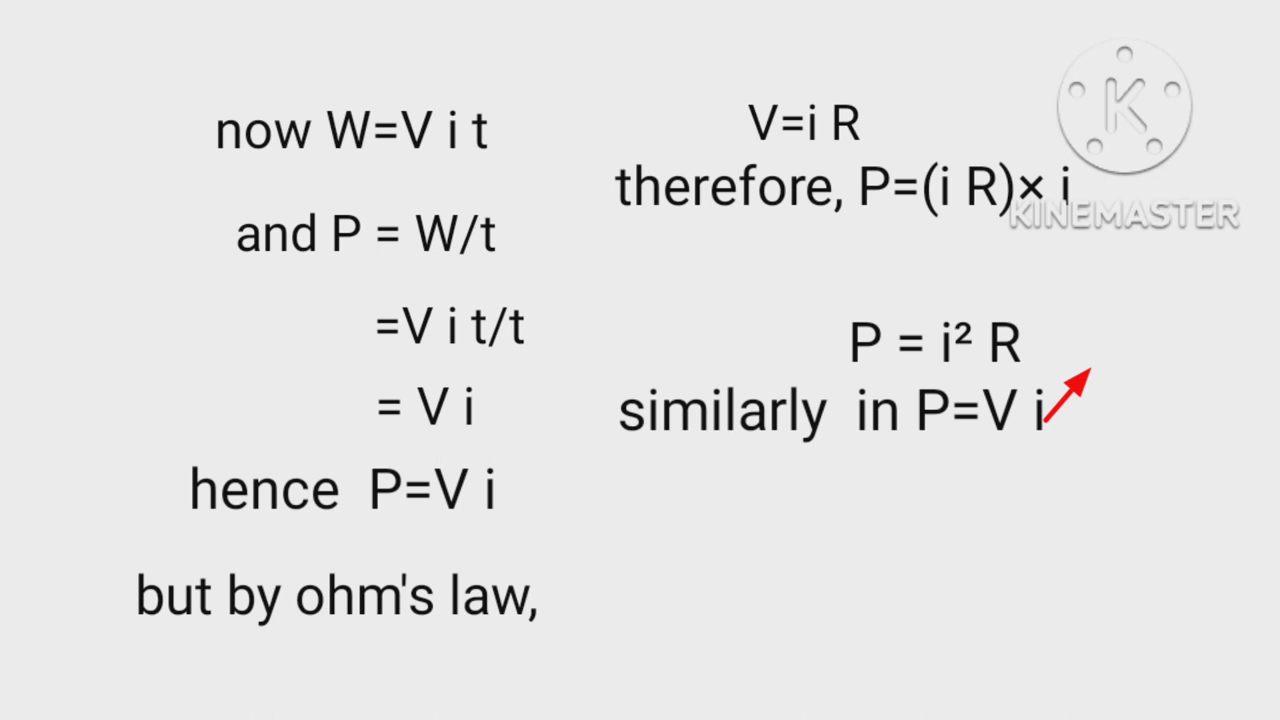 now W=V i t
and P = W/t
=V i t/t
= V i
hence P=V i
but by ohm's law,
V=i R
therefore, P=(i R)× i
P = i² R
similarly in P=V i
K
KINEMASTER